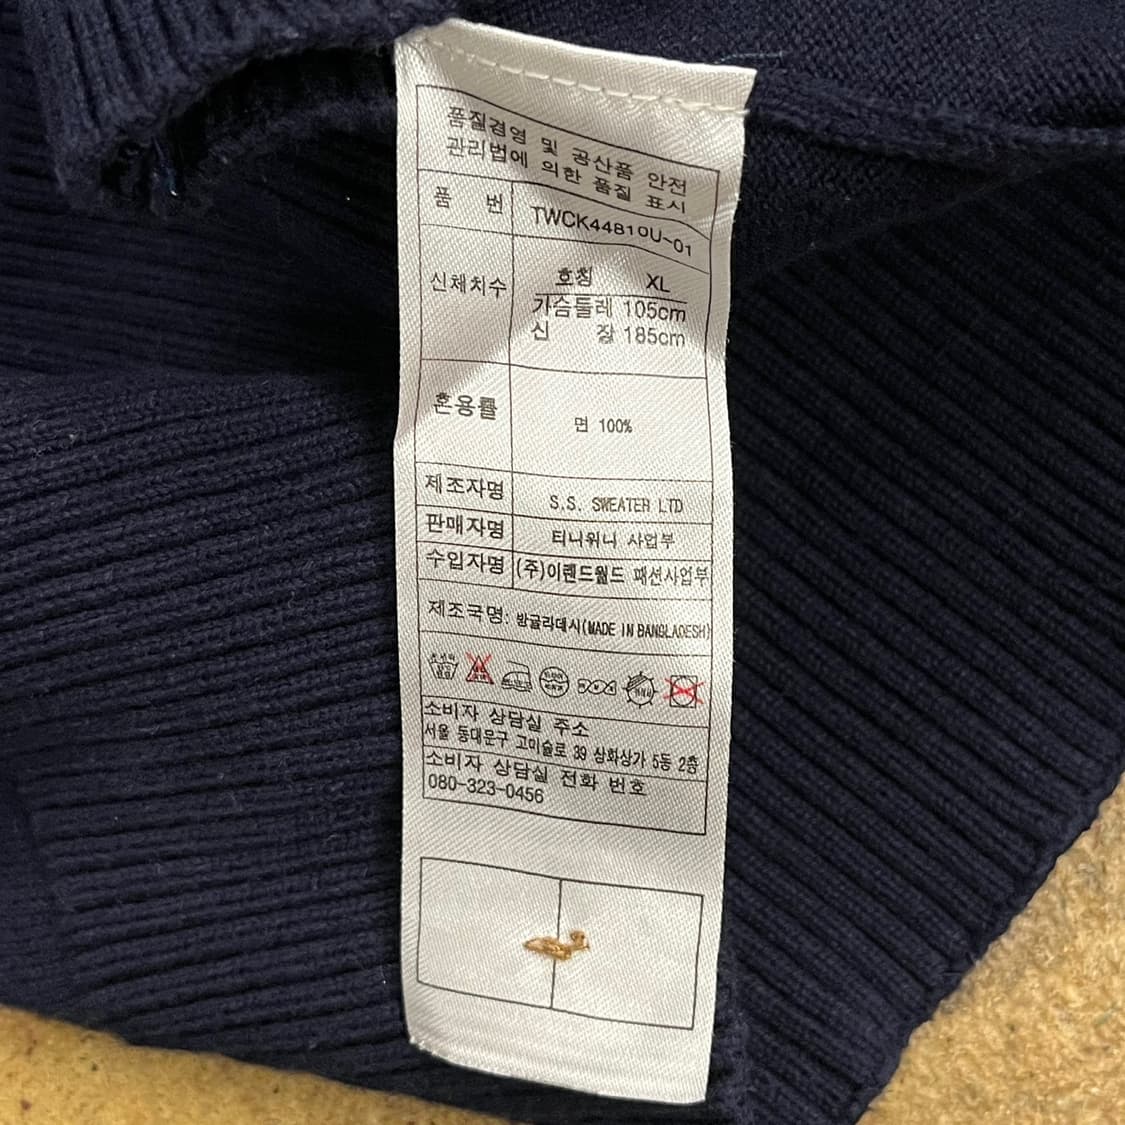 품질경영 및 공산품 안전
관리법에 의한 품질 표시
품 번 TWCK44810U-01
신체치수 호칭 XL
가슴둘레 105cm
신 장 185cm
혼용률 면 100%
제조자명 S.S. SWEATER LTD
판매자명 티니위니 사업부
수입자명 (주)이랜드월드 패션사업부
제조국명: 방글라데시(MADE IN BANGLADESH)
소비자 상담실 주소
서울 동대문구 고미술로 39 상화상가 5동 2층
소비자 상담실 전화 번호
080-323-0456